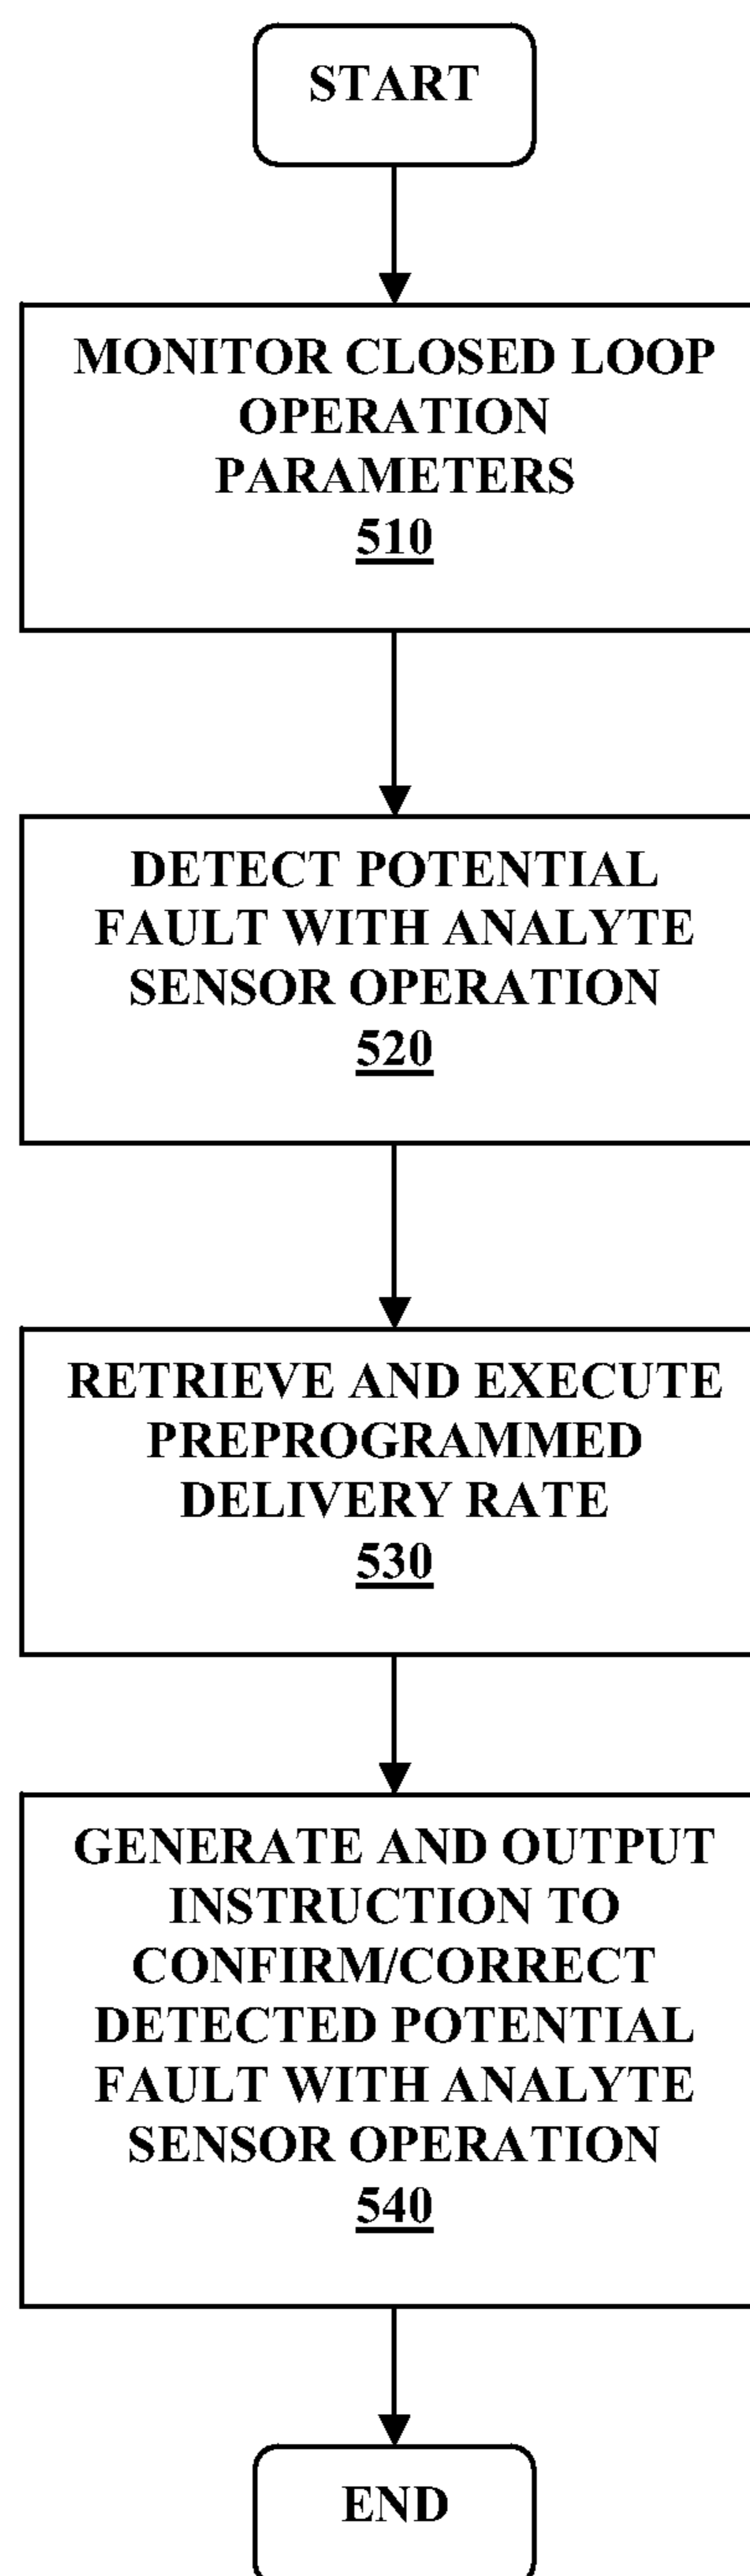 START
MONITOR CLOSED LOOP
OPERATION
PARAMETERS
510
DETECT POTENTIAL
FAULT WITH ANALYTE
SENSOR OPERATION
520
RETRIEVE AND EXECUTE
PREPROGRAMMED
DELIVERY RATE
530
GENERATE AND OUTPUT
INSTRUCTION TO
CONFIRM/CORRECT
DETECTED POTENTIAL
FAULT WITH ANALYTE
SENSOR OPERATION
540
END